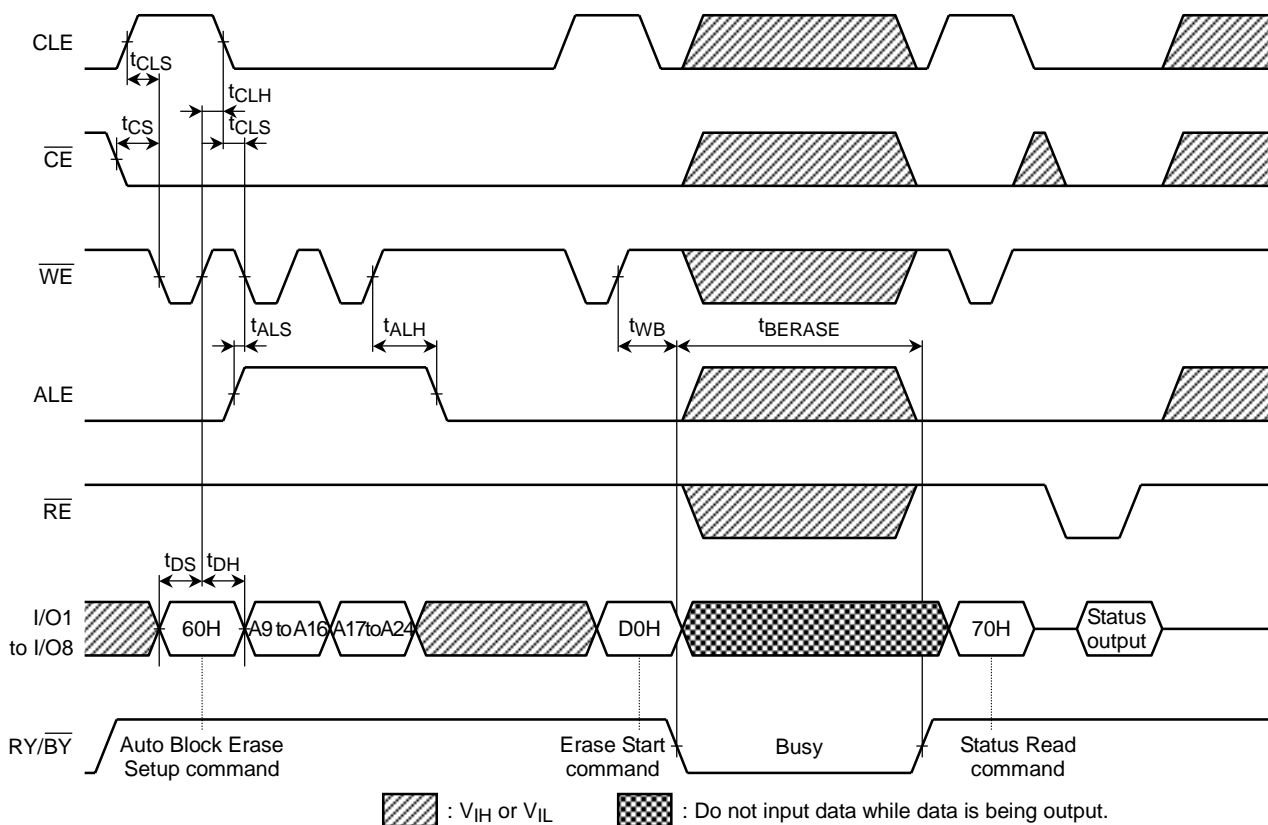 CLE
tCLS
tCLH
tCS
tCLS
CE
WE
tALS
tALH
tWB
tBERASE
ALE
RE
tDS
tDH
I/O1
to I/O8
60H
A9 to A16
A17 to A24
D0H
70H
Status
output
RY/BY
Auto Block Erase
Setup command
Erase Start
command
Busy
Status Read
command
: VIH or VIL
: Do not input data while data is being output.